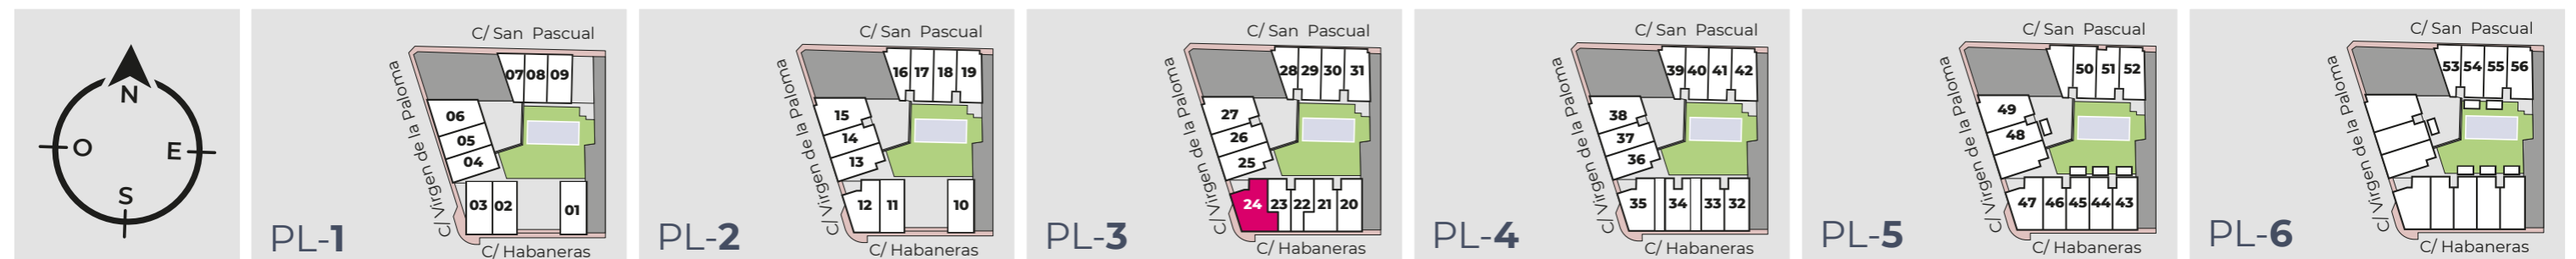 N
O
E
S
C/ San Pascual
C/ Virgen de la Paloma
07 08 09
06
05
04
03 02 01
C/ Habaneras
PL-1
C/ San Pascual
C/ Virgen de la Paloma
16 17 18 19
15
14
13
12 11 10
C/ Habaneras
PL-2
C/ San Pascual
C/ Virgen de la Paloma
28 29 30 31
27
26
25
24 23 22 21 20
C/ Habaneras
PL-3
C/ San Pascual
C/ Virgen de la Paloma
39 40 41 42
38
37
36
35 34 33 32
C/ Habaneras
PL-4
C/ San Pascual
C/ Virgen de la Paloma
50 51 52
49
48
47 46 45 44 43
C/ Habaneras
PL-5
C/ San Pascual
C/ Virgen de la Paloma
53 54 55 56
C/ Habaneras
PL-6